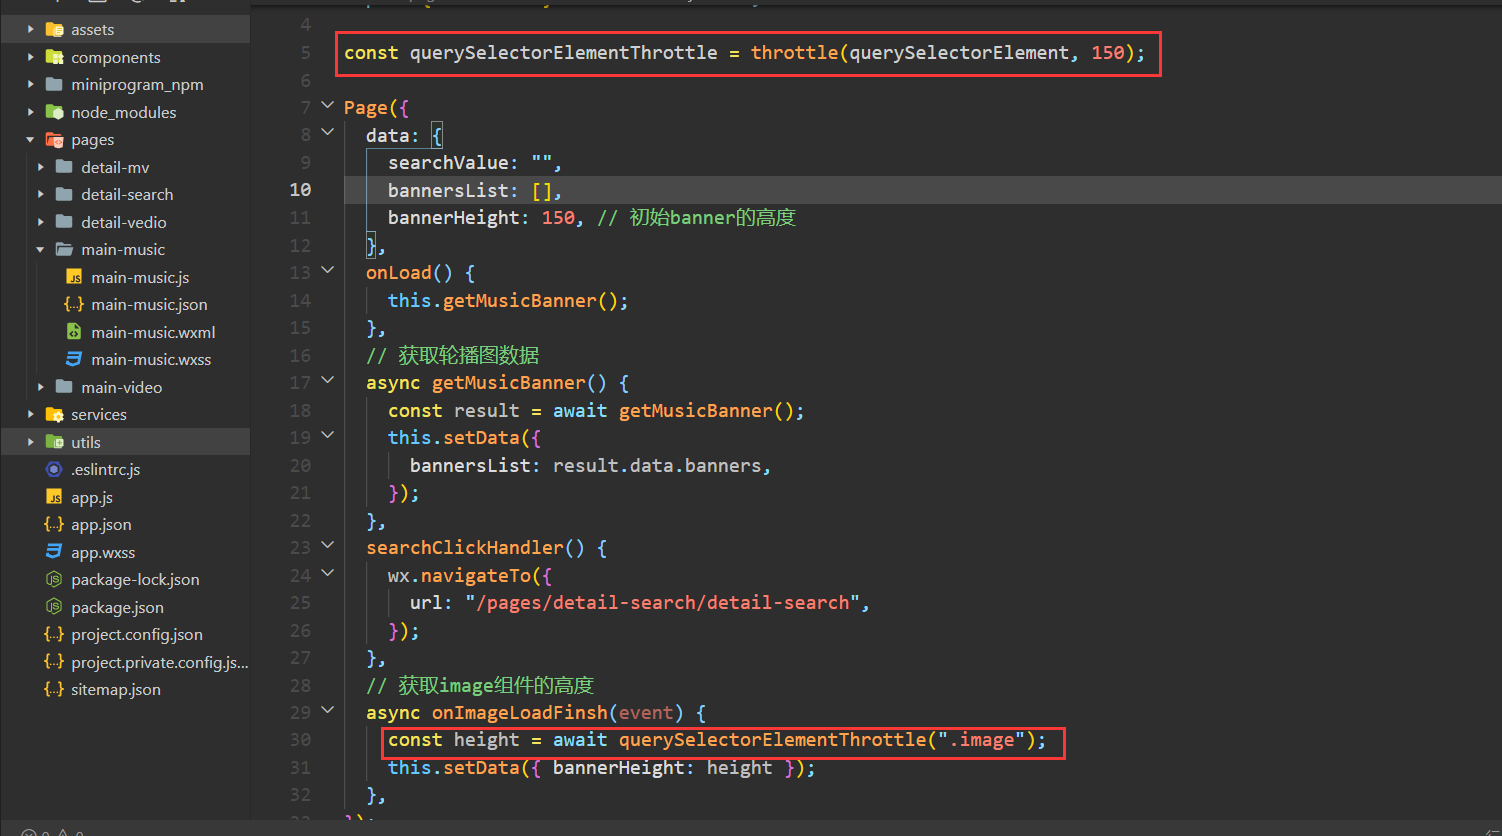 assets
components
miniprogram_npm
node_modules
pages
detail-mv
detail-search
detail-vedio
main-music
main-music.js
main-music.json
main-music.wxml
main-music.wxss
main-video
services
utils
.eslintrc.js
app.js
app.json
app.wxss
package-lock.json
package.json
project.config.json
project.private.config.js...
sitemap.json
4
5 const querySelectorElementThrottle = throttle(querySelectorElement, 150);
6
7 Page({
8 data: {
9 searchValue: "",
10 bannersList: [],
11 bannerHeight: 150, // 初始banner的高度
12 },
13 onLoad() {
14 this.getMusicBanner();
15 },
16 // 获取轮播图数据
17 async getMusicBanner() {
18 const result = await getMusicBanner();
19 this.setData({
20 bannersList: result.data.banners,
21 });
22 },
23 searchClickHandler() {
24 wx.navigateTo({
25 url: "/pages/detail-search/detail-search",
26 });
27 },
28 // 获取image组件的高度
29 async onImageLoadFinsh(event) {
30 const height = await querySelectorElementThrottle(".image");
31 this.setData({ bannerHeight: height });
32 },